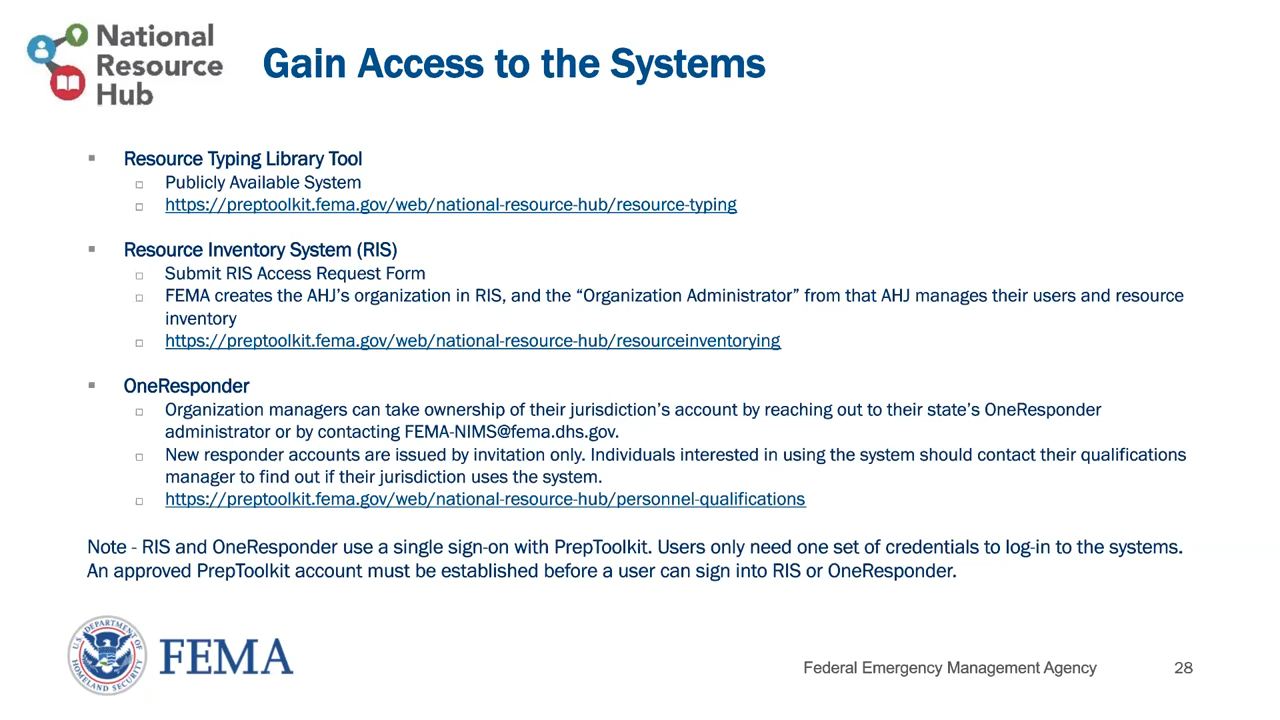 National
Resource
Hub
Gain Access to the Systems
Resource Typing Library Tool
Publicly Available System
https://preptoolkit.fema.gov/web/national-resource-hub/resource-typing
Resource Inventory System (RIS)
Submit RIS Access Request Form
FEMA creates the AHJ's organization in RIS, and the “Organization Administrator” from that AHJ manages their users and resource
inventory
https://preptoolkit.fema.gov/web/national-resource-hub/resourceinventorying
OneResponder
Organization managers can take ownership of their jurisdiction's account by reaching out to their state's OneResponder
administrator or by contacting FEMA-NIMS@fema.dhs.gov.
New responder accounts are issued by invitation only. Individuals interested in using the system should contact their qualifications
manager to find out if their jurisdiction uses the system.
https://preptoolkit.fema.gov/web/national-resource-hub/personnel-qualifications
Note - RIS and OneResponder use a single sign-on with PrepToolkit. Users only need one set of credentials to log-in to the systems.
An approved PrepToolkit account must be established before a user can sign into RIS or OneResponder.
U.S. DEPARTMENT OF
HOMELAND SECURITY
FEMA
Federal Emergency Management Agency
28